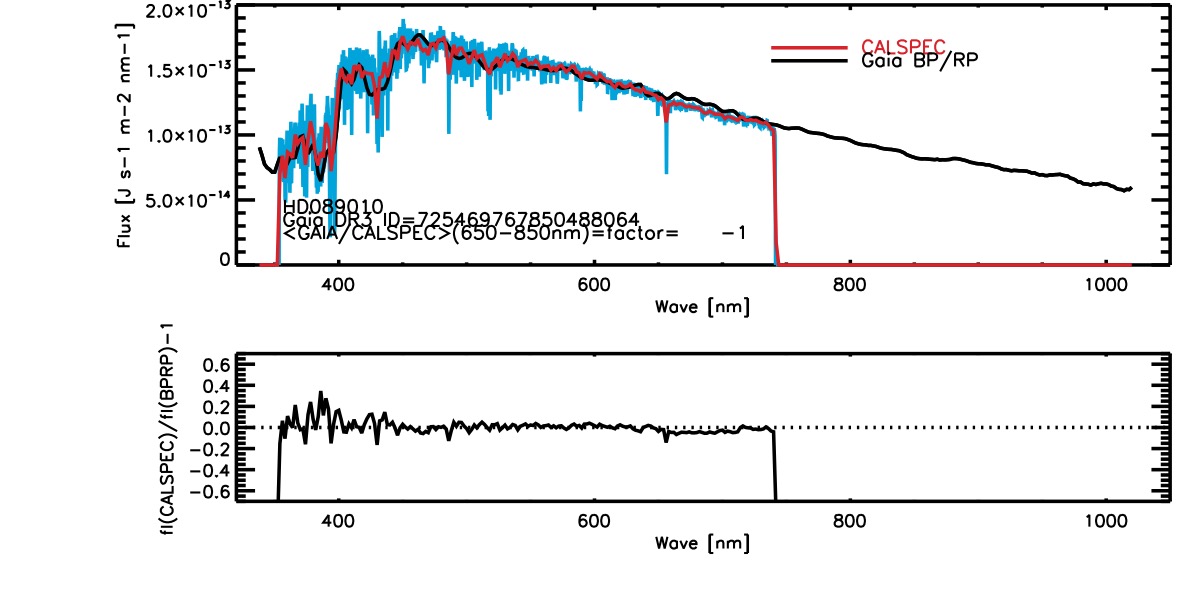 2.0×10−13
1.5×10−13
1.0×10−13
5.0×10−14
0
Flux [J s−1 m−2 nm−1]
CALSPEC
Gaia BP/RP
HD089010
Gaia DR3 ID=725469767850488064
<GAIA/CALSPEC>(650−850nm)=factor= −1
400 600 800 1000
Wave [nm]
fl(CALSPEC)/fl(BPRP)−1
0.6
0.4
0.2
0.0
−0.2
−0.4
−0.6
400 600 800 1000
Wave [nm]